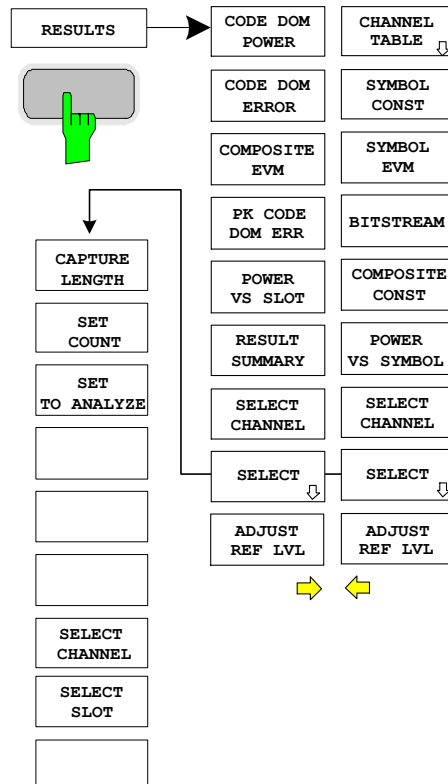 RESULTS
CODE DOM
POWER
CODE DOM
ERROR
COMPOSITE
EVM
PK CODE
DOM ERR
POWER
VS SLOT
RESULT
SUMMARY
SELECT
CHANNEL
SELECT
ADJUST
REF LVL
CHANNEL
TABLE
SYMBOL
CONST
SYMBOL
EVM
BITSTREAM
COMPOSITE
CONST
POWER
VS SYMBOL
SELECT
CHANNEL
SELECT
ADJUST
REF LVL
CAPTURE
LENGTH
SET
COUNT
SET
TO ANALYZE
SELECT
CHANNEL
SELECT
SLOT